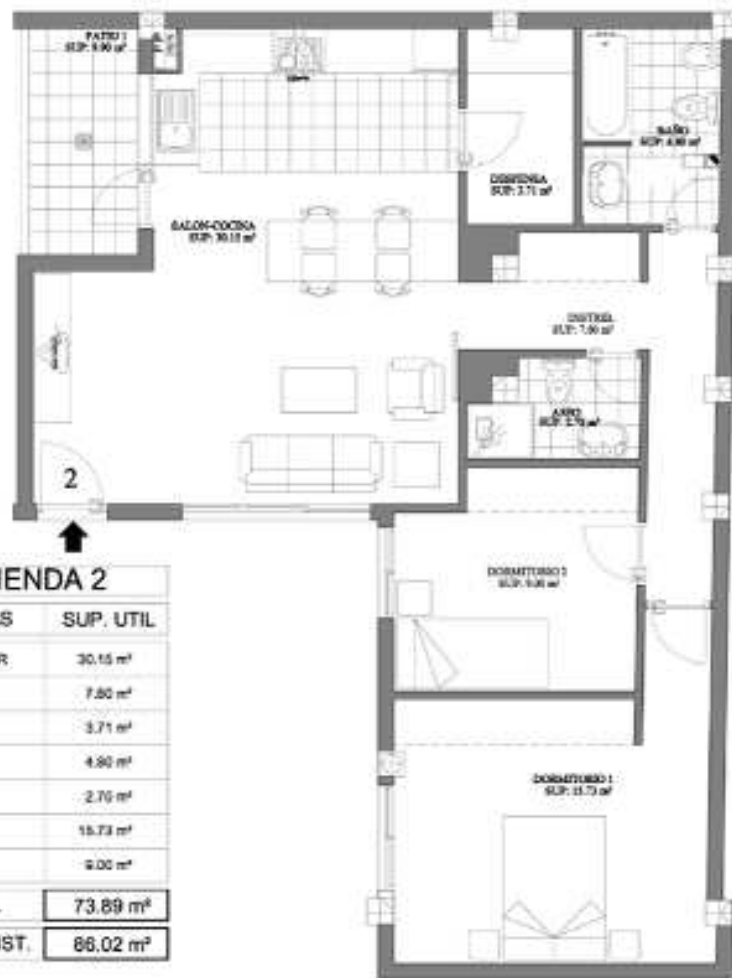 PATIO 1
SUP: 9.90 m²
SALON-COCINA
SUP: 30.15 m²
DESPENSA
SUP: 3.71 m²
BAÑO
SUP: 4.80 m²
DISTRIB.
SUP: 7.80 m²
ASEO
SUP: 2.70 m²
2
DORMITORIO 2
SUP: 9.00 m²
DORMITORIO 1
SUP: 15.73 m²
IENDA 2
S SUP. UTIL
R 30.15 m²
7.80 m²
3.71 m²
4.80 m²
2.70 m²
15.73 m²
9.00 m²
73.89 m²
NST. 86.02 m²